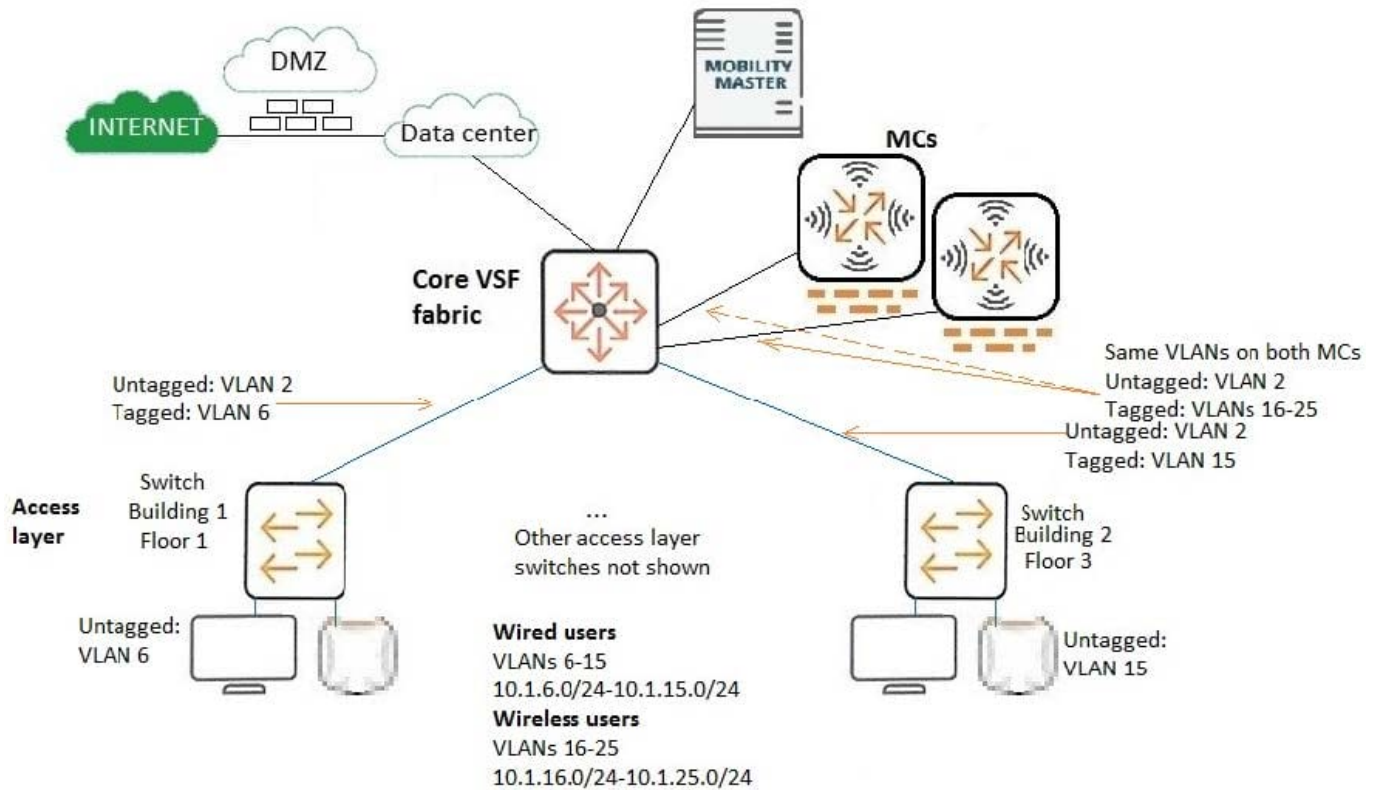 DMZ
INTERNET
Data center
MOBILITY
MASTER
MCs
Core VSF
fabric
Same VLANs on both MCs
Untagged: VLAN 2
Tagged: VLANs 16-25
Untagged: VLAN 2
Tagged: VLAN 6
Untagged: VLAN 2
Tagged: VLAN 15
Access
layer
Switch
Building 1
Floor 1
...
Other access layer
switches not shown
Switch
Building 2
Floor 3
Untagged:
VLAN 6
Wired users
VLANs 6-15
10.1.6.0/24-10.1.15.0/24
Wireless users
VLANs 16-25
10.1.16.0/24-10.1.25.0/24
Untagged:
VLAN 15